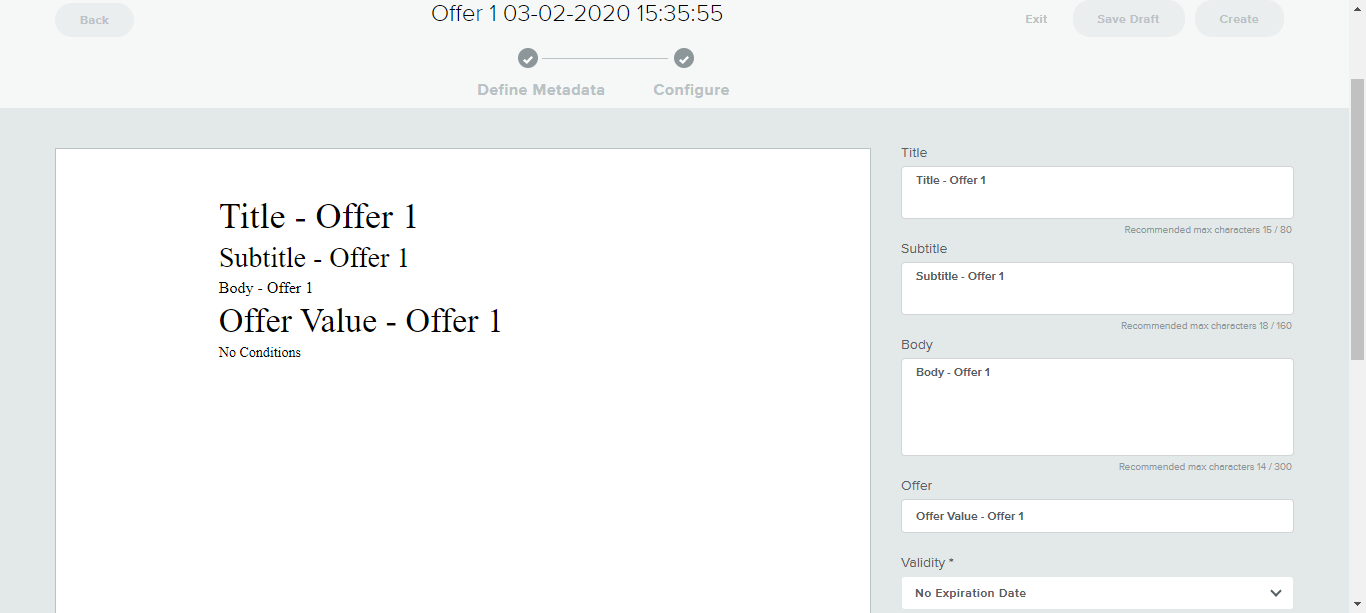 Back
Offer 1 03-02-2020 15:35:55
Exit
Save Draft
Create
Define Metadata
Configure
Title - Offer 1
Subtitle - Offer 1
Body - Offer 1
Offer Value - Offer 1
No Conditions
Title
Title - Offer 1
Recommended max characters 15 / 80
Subtitle
Subtitle - Offer 1
Recommended max characters 18 / 160
Body
Body - Offer 1
Recommended max characters 14 / 300
Offer
Offer Value - Offer 1
Validity *
No Expiration Date